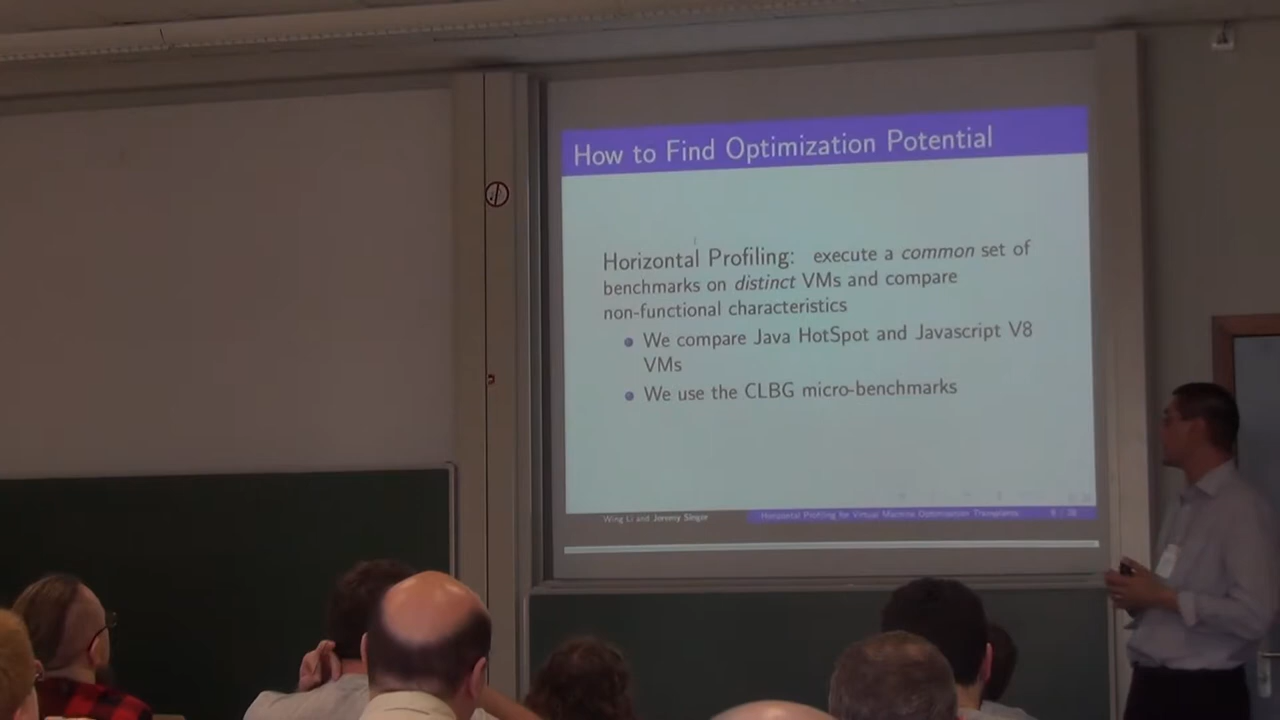 How to Find Optimization Potential
Horizontal Profiling: execute a common set of
benchmarks on distinct VMs and compare
non-functional characteristics
We compare Java HotSpot and Javascript V8
VMs
We use the CLBG micro-benchmarks
Wing Li and Jeremy Singer
Horizontal Profiling for Virtual Machine Optimization Transplants